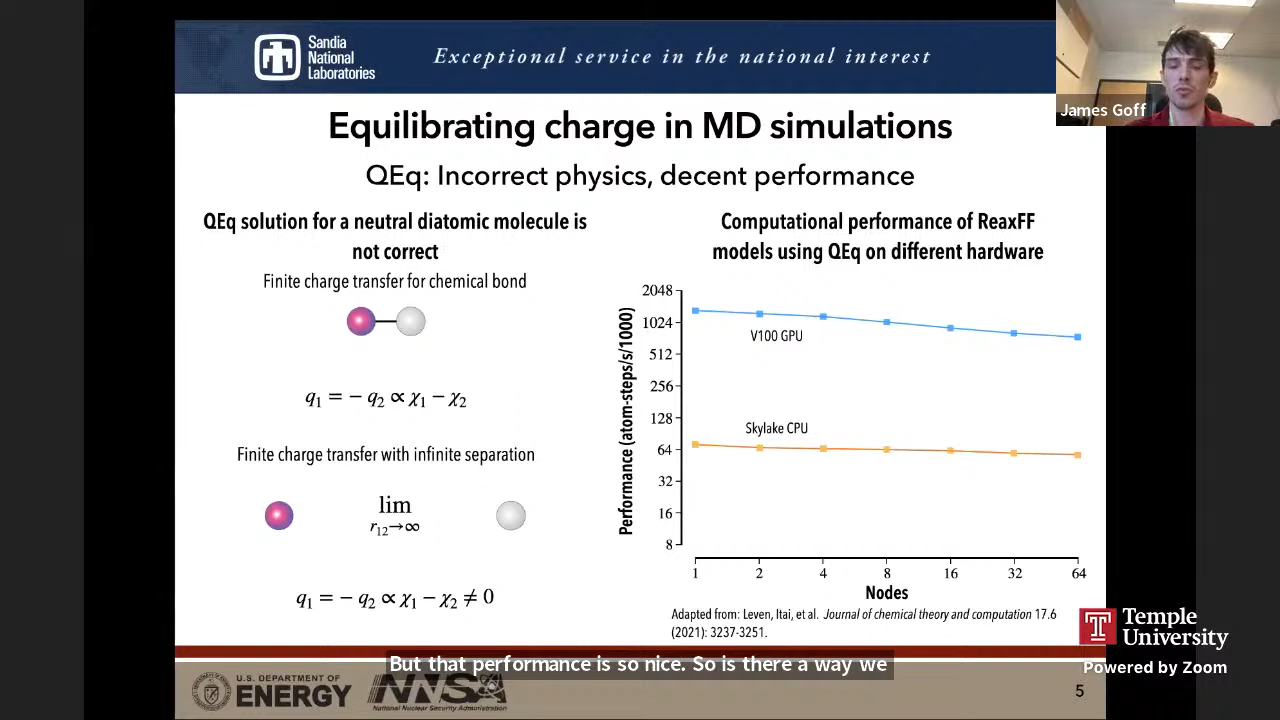 Sandia
National
Laboratories
Exceptional service in the national interest
James Goff
Equilibrating charge in MD simulations
QEq: Incorrect physics, decent performance
QEq solution for a neutral diatomic molecule is
not correct
Finite charge transfer for chemical bond
q₁ = − q₂ ∝ χ₁ − χ₂
Finite charge transfer with infinite separation
lim
r₁₂→∞
q₁ = − q₂ ∝ χ₁ − χ₂ ≠ 0
Computational performance of ReaxFF
models using QEq on different hardware
Performance (atom-steps/s/1000)
2048
1024
512
256
128
64
32
16
8
V100 GPU
Skylake CPU
1 2 4 8 16 32 64
Nodes
Adapted from: Leven, Itai, et al. Journal of chemical theory and computation 17.6
(2021): 3237-3251.
Temple
University
Powered by Zoom
But that performance is so nice. So is there a way we
U.S. DEPARTMENT OF
ENERGY
NNSA
National Nuclear Security Administration
5